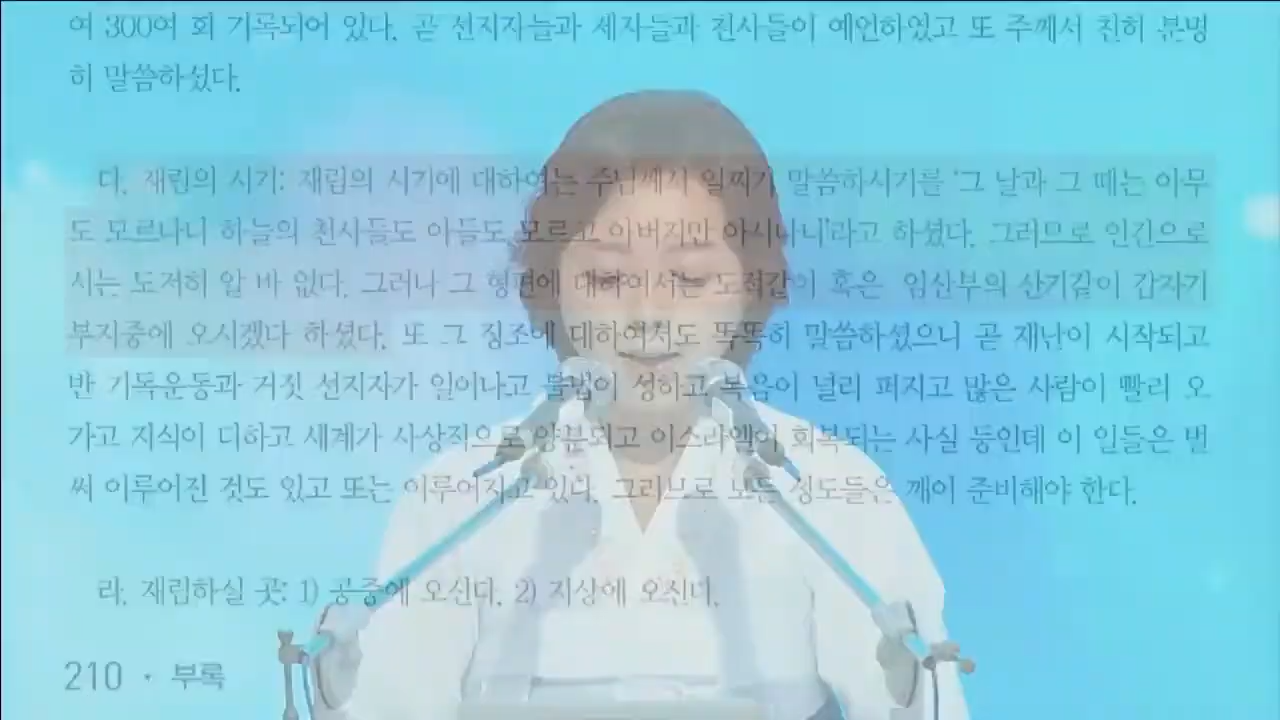 여 300여 회 기록되어 있다. 곧 선지자들과 세자들과 천사들이 예언하였고 또 주께서 친히 분명
히 말씀하셨다.
다. 재림의 시기: 재림의 시기에 대하여는 주님께서 일찌기 말씀하시기를 '그 날과 그 때는 아무
도 모르나니 하늘의 천사들도 아들도 모르고 아버지만 아시나니'라고 하셨다. 그러므로 인간으로
서는 도저히 알 바 없다. 그러나 그 형편에 대하여서는 도적같이 혹은 임산부의 산기같이 갑자기
부지중에 오시겠다 하셨다. 또 그 징조에 대하여서도 똑똑히 말씀하셨으니 곧 재난이 시작되고
반 기독운동과 거짓 선지자가 일어나고 불법이 성하고 복음이 널리 퍼지고 많은 사람이 빨리 오
가고 지식이 더하고 세계가 사상적으로 양분되고 이스라엘이 회복되는 사실 등인데 이 일들은 벌
써 이루어진 것도 있고 또는 이루어지고 있다. 그러므로 모든 성도들은 깨어 준비해야 한다.
라. 재림하실 곳: 1) 공중에 오신다. 2) 지상에 오신다.
210 · 부록